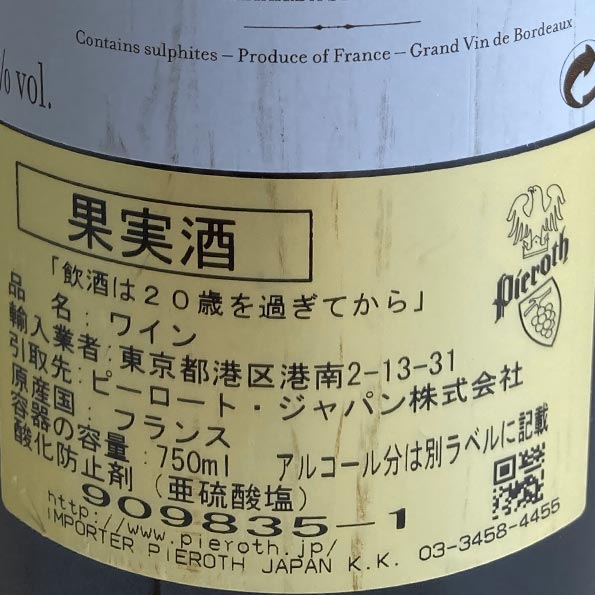 Contains sulphites – Produce of France – Grand Vin de Bordeaux
% vol.
果実酒
「飲酒は20歳を過ぎてから」
Pieroth
品名:ワイン
輸入業者:東京都港区港南2-13-31
引取先:ピーロート・ジャパン株式会社
原産国:フランス
容器の容量:750ml アルコール分は別ラベルに記載
酸化防止剤(亜硫酸塩)
909835-1
http://www.pieroth.jp/
IMPORTER PIEROTH JAPAN K.K. 03-3458-4455